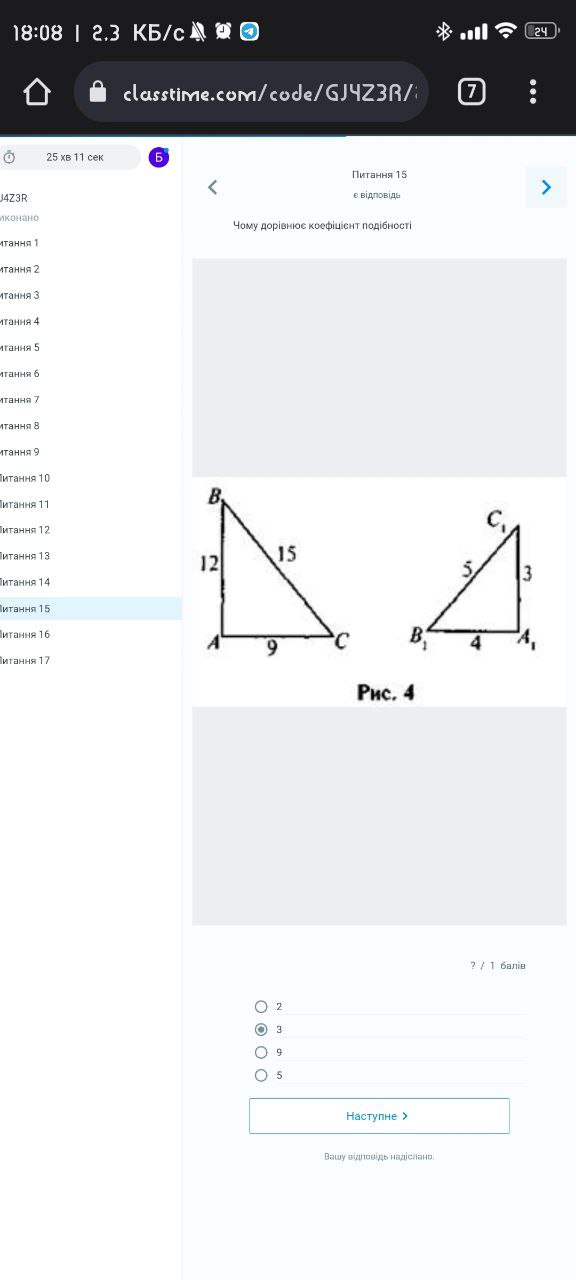 18:08 | 2.3 КБ/с
24
classtime.com/code/GJ4Z3R/
7
25 хв 11 сек
Б
J4Z3R
иконано
итання 1
итання 2
итання 3
итання 4
итання 5
итання 6
итання 7
итання 8
итання 9
Питання 10
Питання 11
Питання 12
Питання 13
Питання 14
Питання 15
Питання 16
Питання 17
Питання 15
є відповідь
Чому дорівнює коефіцієнт подібності
B
12
15
A
9
C
C₁
5
3
B₁
4
A₁
Рис. 4
? / 1 балів
2
3
9
5
Наступне
Вашу відповідь надіслано.